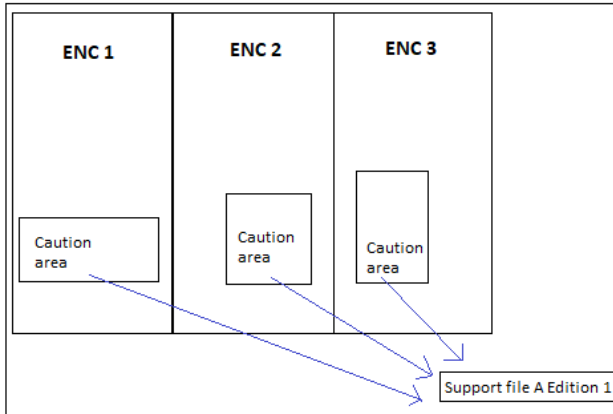 ENC 1
ENC 2
ENC 3
Caution
area
Caution
area
Caution
area
Support file A Edition 1